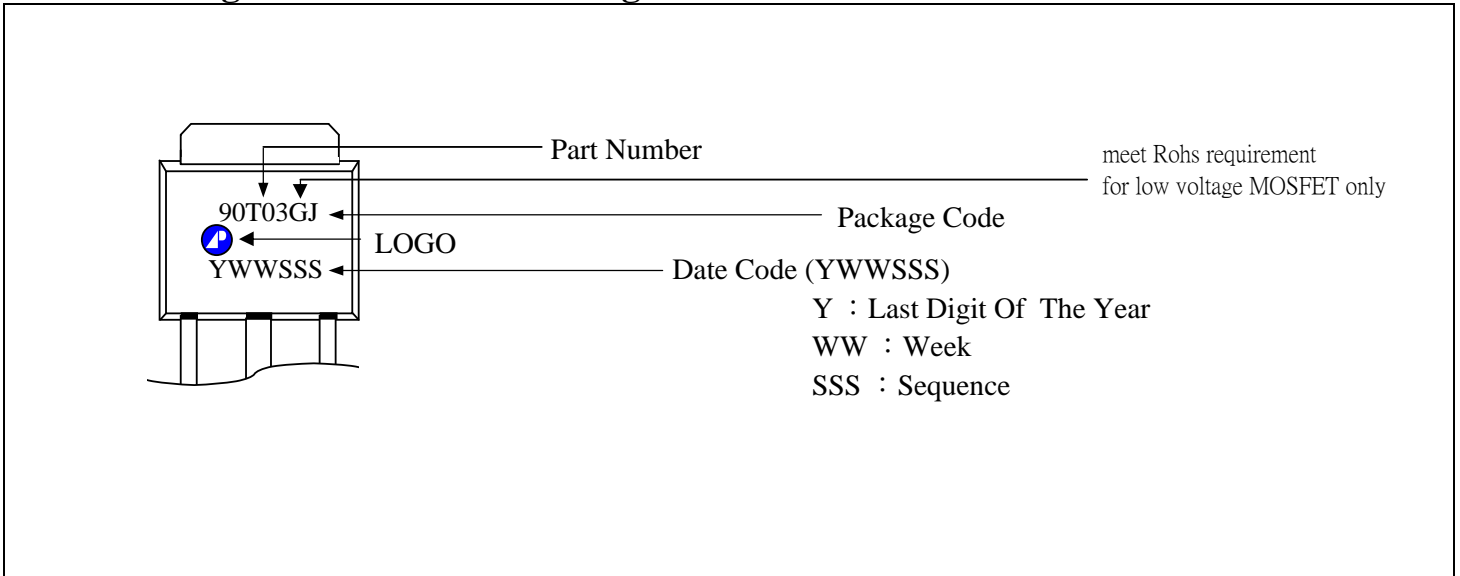 Part Number
meet Rohs requirement
for low voltage MOSFET only
90T03GJ
Package Code
LOGO
YWWSSS
Date Code (YWWSSS)
Y：Last Digit Of The Year
WW：Week
SSS：Sequence